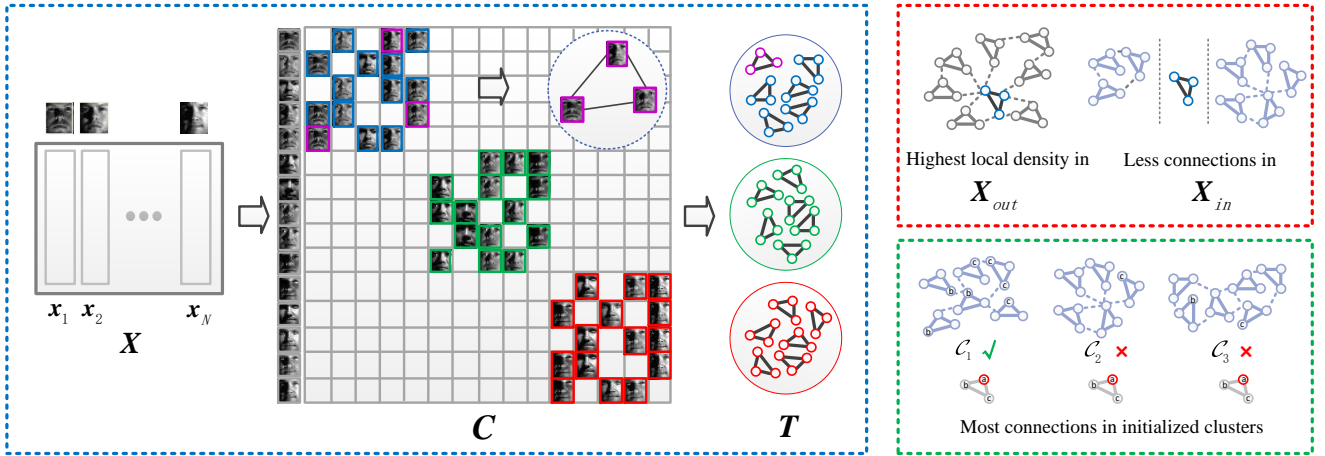 x1 x2 xN
X
C
T
Highest local density in
Xout
Less connections in
Xin
c c
b b c c
b
c
b
c
C1 ✓ C2 × C3 ×
b a c
b a c
b a c
Most connections in initialized clusters